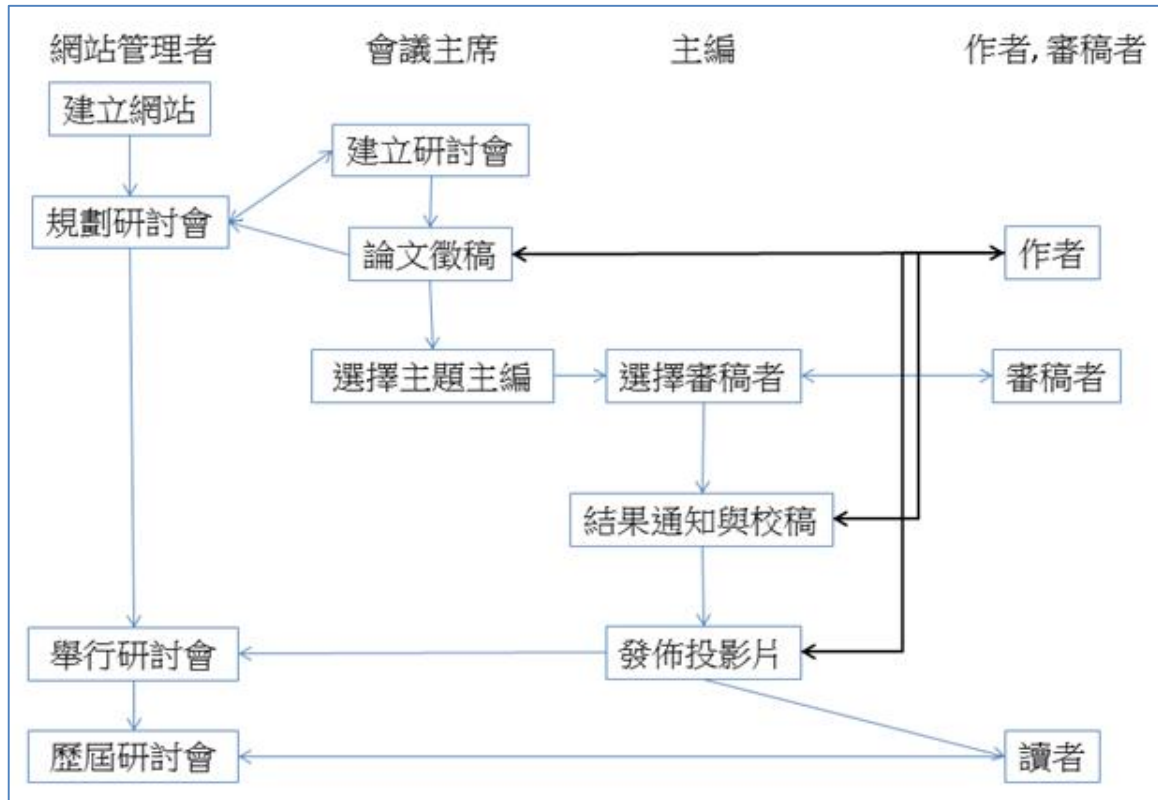 網站管理者
會議主席
主編
作者, 審稿者
建立網站
建立研討會
規劃研討會
論文徵稿
作者
選擇主題主編
選擇審稿者
審稿者
結果通知與校稿
舉行研討會
發佈投影片
歷屆研討會
讀者